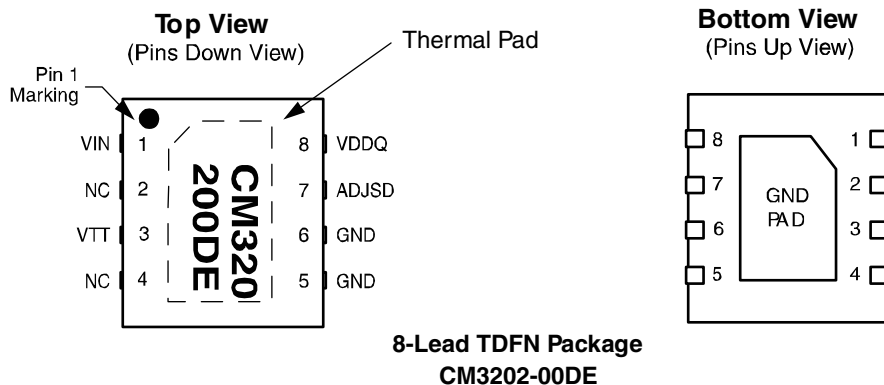 Top View
(Pins Down View)
Thermal Pad
Pin 1
Marking
VIN 1 8 VDDQ
NC 2 7 ADJSD
VTT 3 6 GND
NC 4 5 GND
CM320
200DE
Bottom View
(Pins Up View)
8 1
7 2
6 3
5 4
GND
PAD
8-Lead TDFN Package
CM3202-00DE